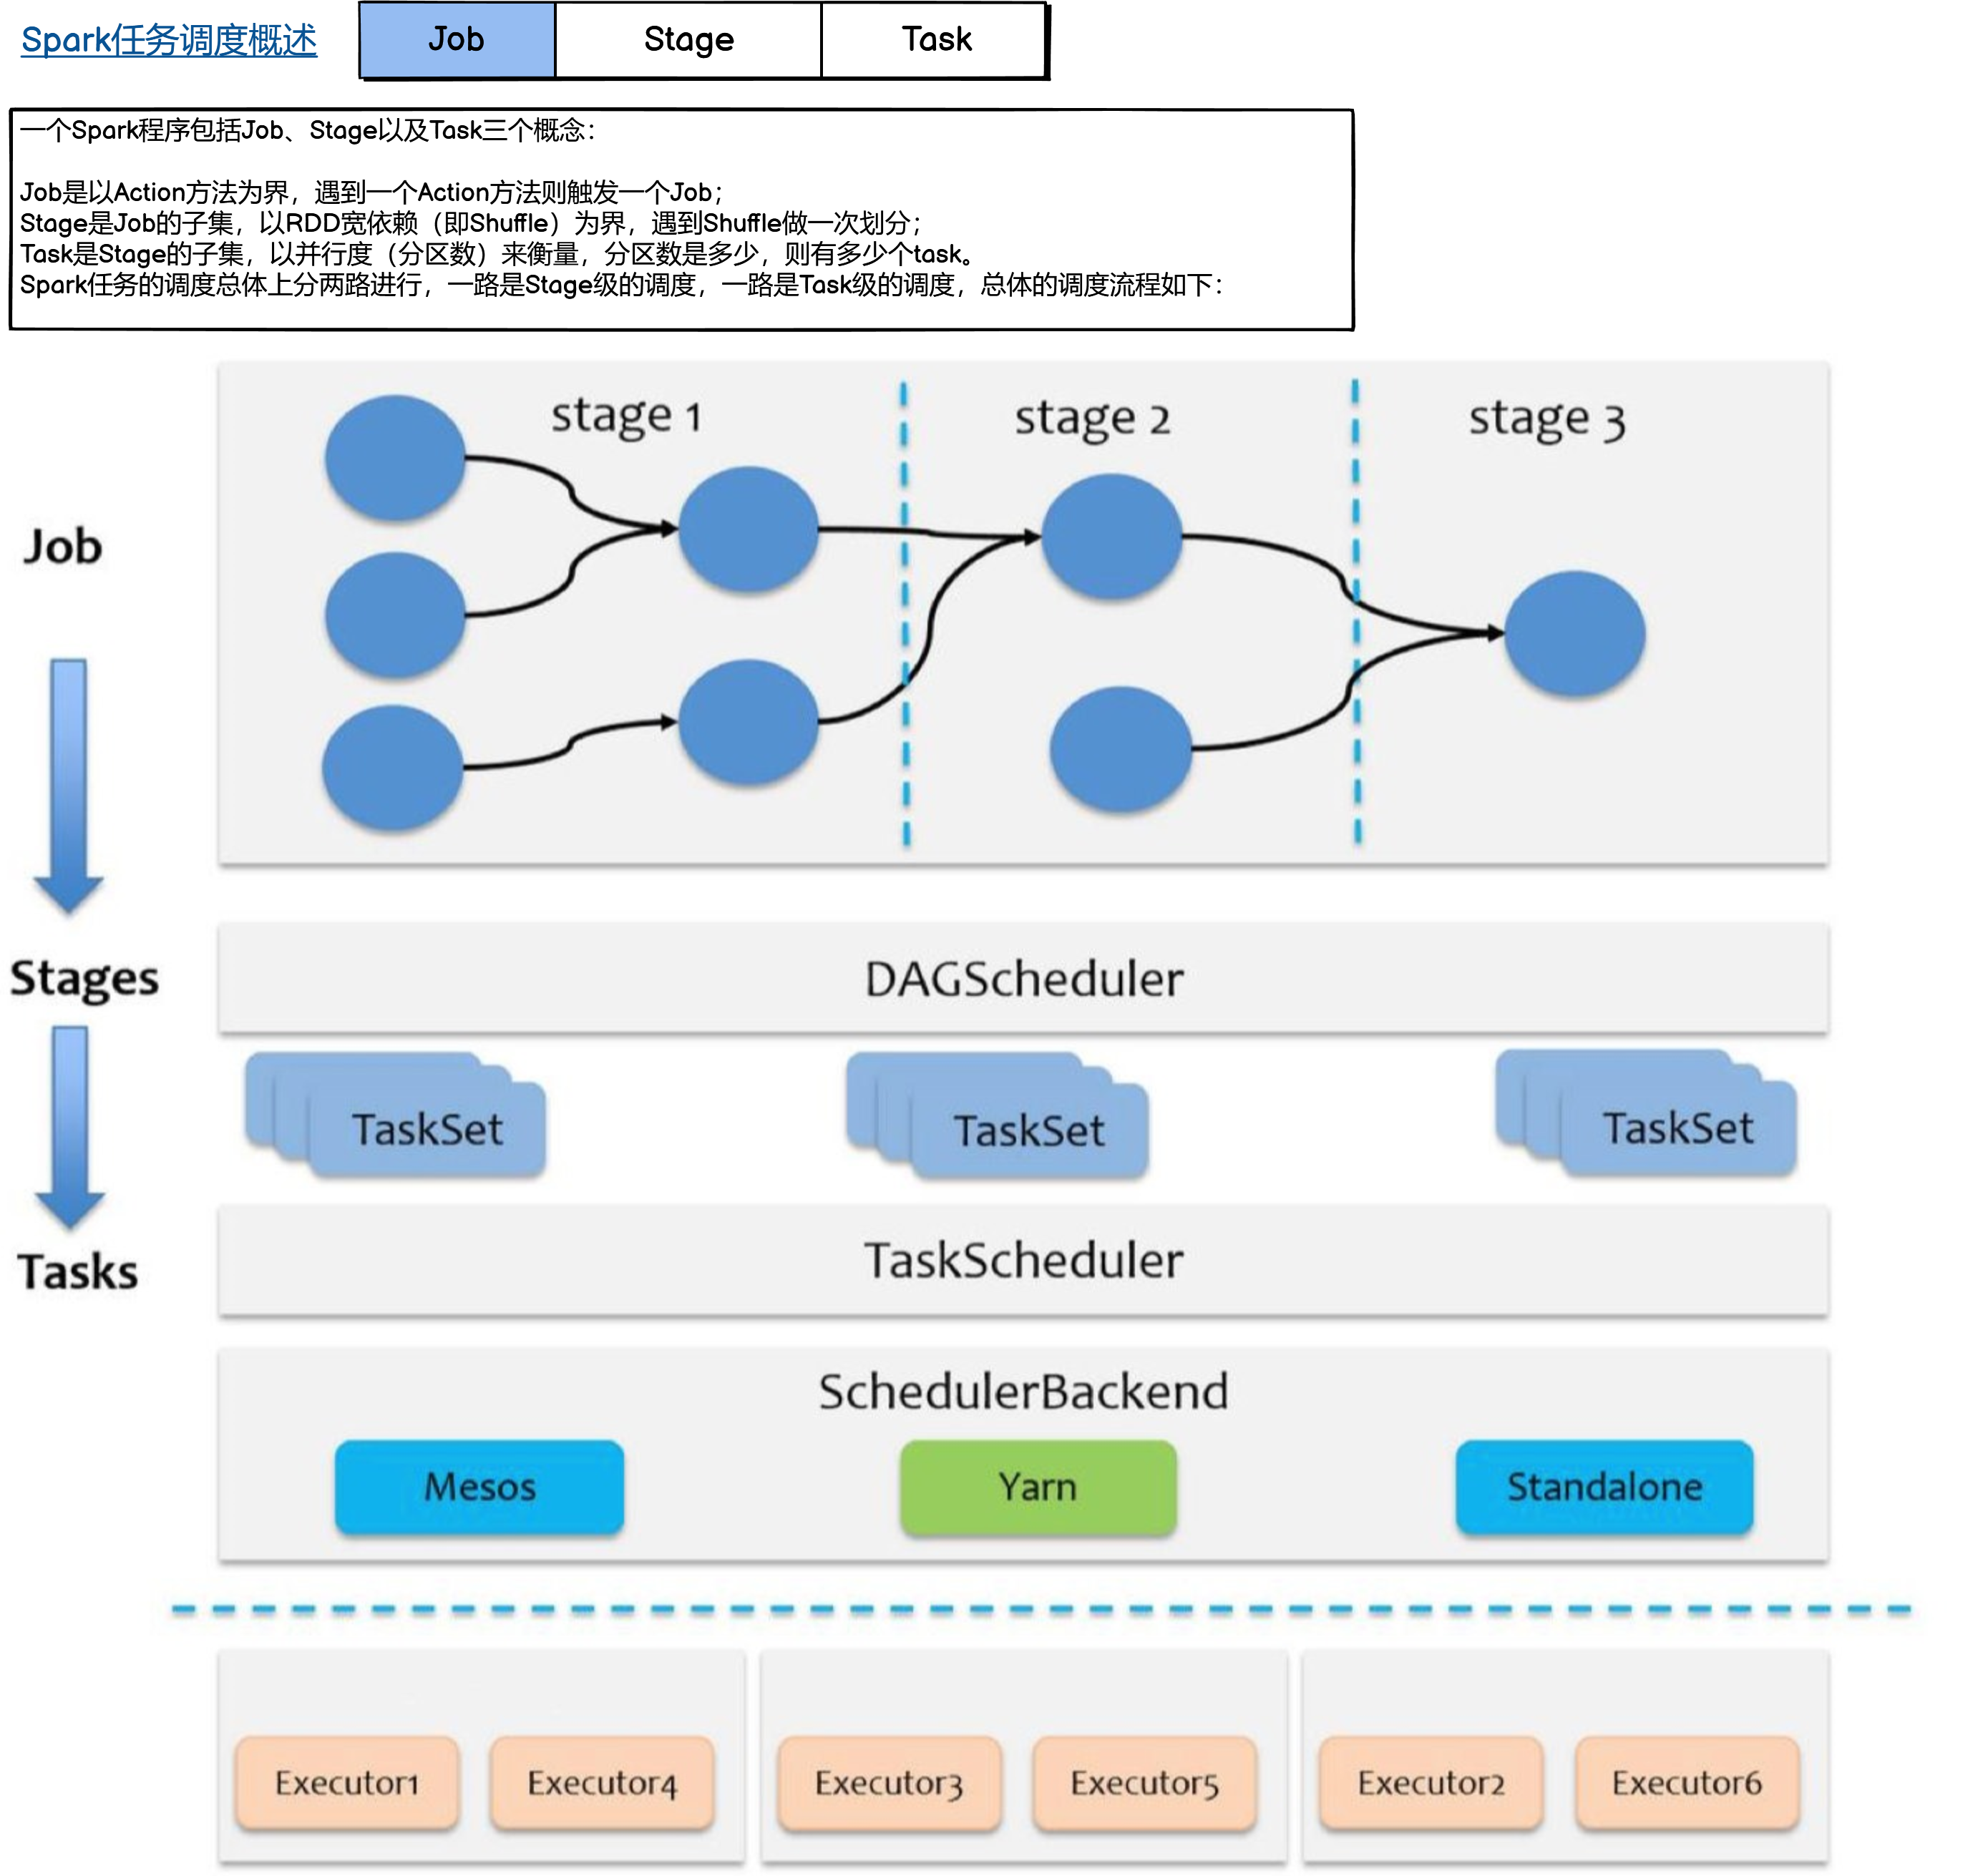 Spark任务调度概述
Job Stage Task
一个Spark程序包括Job、Stage以及Task三个概念：
Job是以Action方法为界，遇到一个Action方法则触发一个Job；
Stage是Job的子集，以RDD宽依赖（即Shuffle）为界，遇到Shuffle做一次划分；
Task是Stage的子集，以并行度（分区数）来衡量，分区数是多少，则有多少个task。
Spark任务的调度总体上分两路进行，一路是Stage级的调度，一路是Task级的调度，总体的调度流程如下：
stage 1 stage 2 stage 3
Job
Stages
DAGScheduler
TaskSet TaskSet TaskSet
Tasks
TaskScheduler
SchedulerBackend
Mesos Yarn Standalone
Executor1 Executor4 Executor3 Executor5 Executor2 Executor6